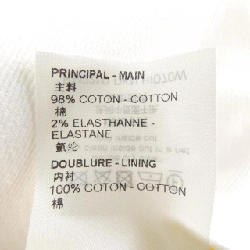 PRINCIPAL - MAIN
主料
98% COTON - COTTON
棉
2% ELASTHANNE -
ELASTANE
氨纶
DOUBLURE - LINING
内衬
100% COTON - COTTON
棉